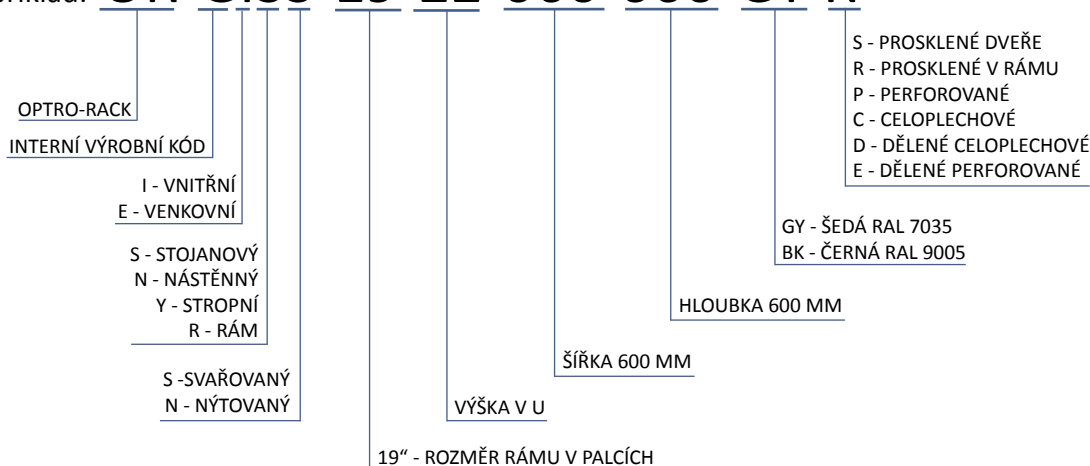 S - PROSKLENÉ DVEŘE
R - PROSKLENÉ V RÁMU
P - PERFOROVANÉ
C - CELOPLECHOVÉ
D - DĚLENÉ CELOPLECHOVÉ
E - DĚLENÉ PERFOROVANÉ
OPTRO-RACK
INTERNÍ VÝROBNÍ KÓD
I - VNITŘNÍ
E - VENKOVNÍ
GY - ŠEDÁ RAL 7035
BK - ČERNÁ RAL 9005
S - STOJANOVÝ
N - NÁSTĚNNÝ
Y - STROPNÍ
R - RÁM
HLOUBKA 600 MM
ŠÍŘKA 600 MM
S -SVAŘOVANÝ
N - NÝTOVANÝ
VÝŠKA V U
19“ - ROZMĚR RÁMU V PALCÍCH